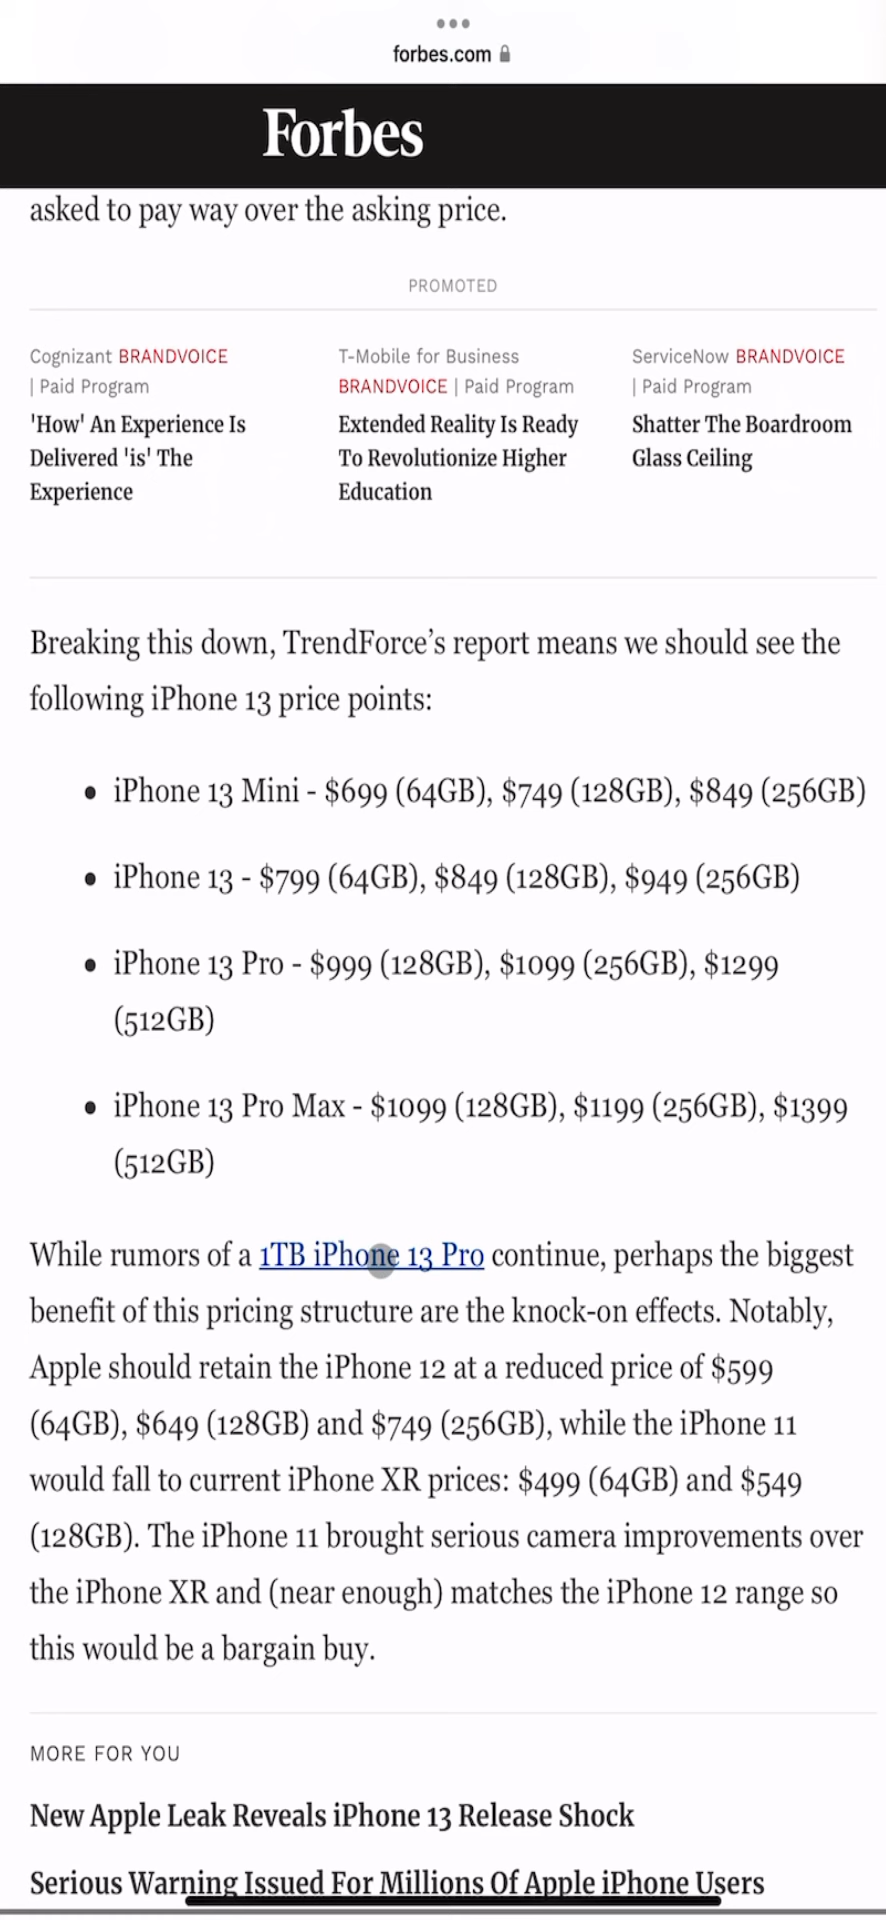 forbes.com
Forbes
asked to pay way over the asking price.
PROMOTED
Cognizant BRANDVOICE
| Paid Program
'How' An Experience Is
Delivered 'is' The
Experience
T-Mobile for Business
BRANDVOICE | Paid Program
Extended Reality Is Ready
To Revolutionize Higher
Education
ServiceNow BRANDVOICE
| Paid Program
Shatter The Boardroom
Glass Ceiling
Breaking this down, TrendForce’s report means we should see the
following iPhone 13 price points:
• iPhone 13 Mini - $699 (64GB), $749 (128GB), $849 (256GB)
• iPhone 13 - $799 (64GB), $849 (128GB), $949 (256GB)
• iPhone 13 Pro - $999 (128GB), $1099 (256GB), $1299
(512GB)
• iPhone 13 Pro Max - $1099 (128GB), $1199 (256GB), $1399
(512GB)
While rumors of a 1TB iPhone 13 Pro continue, perhaps the biggest
benefit of this pricing structure are the knock-on effects. Notably,
Apple should retain the iPhone 12 at a reduced price of $599
(64GB), $649 (128GB) and $749 (256GB), while the iPhone 11
would fall to current iPhone XR prices: $499 (64GB) and $549
(128GB). The iPhone 11 brought serious camera improvements over
the iPhone XR and (near enough) matches the iPhone 12 range so
this would be a bargain buy.
MORE FOR YOU
New Apple Leak Reveals iPhone 13 Release Shock
Serious Warning Issued For Millions Of Apple iPhone Users